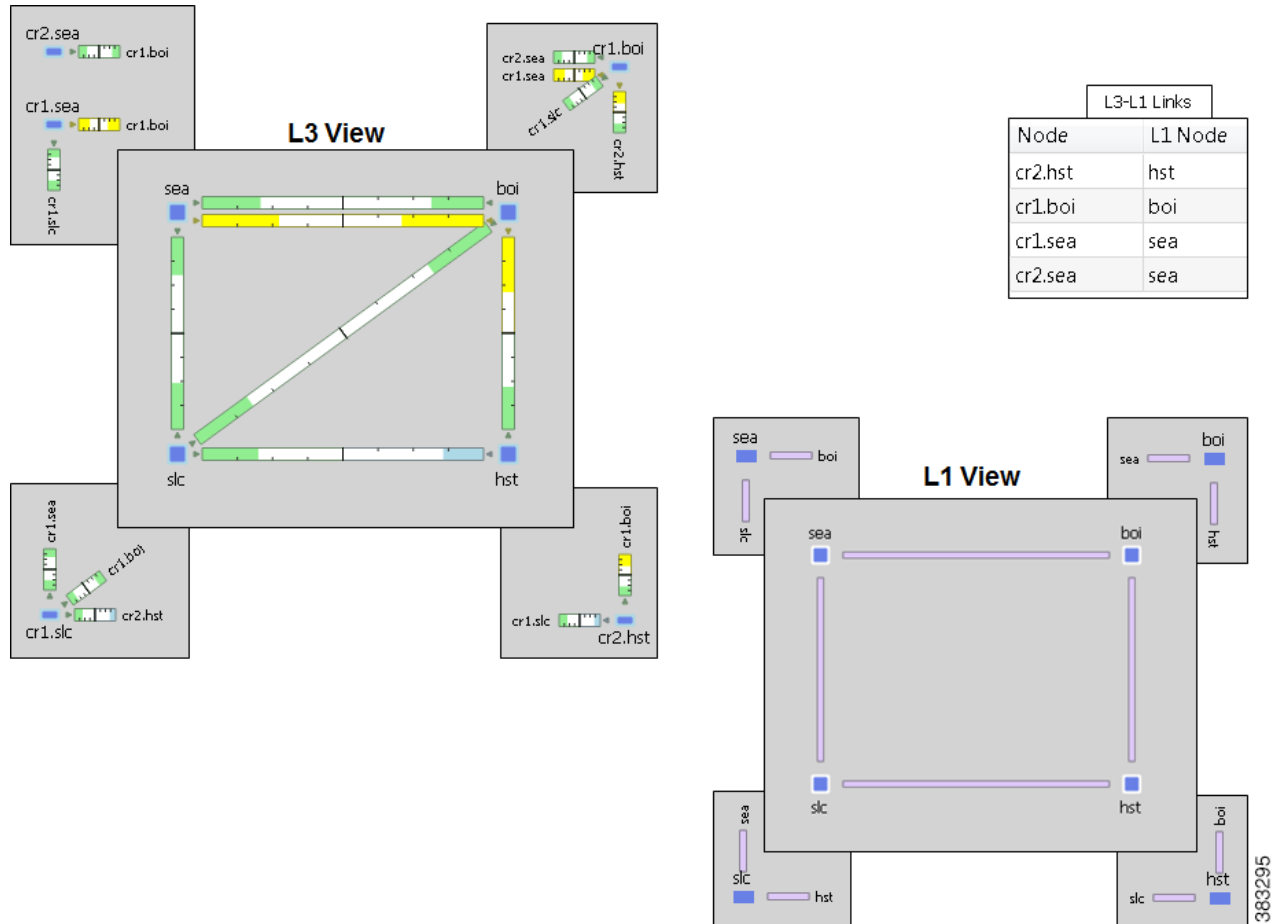 cr2.sea
cr1.boi
cr1.sea
cr1.boi
cr1.slc
L3 View
cr1.boi
cr2.sea
cr1.sea
cr1.slc
cr2.hst
sea
boi
slc
hst
cr1.sea
cr1.boi
cr2.hst
cr1.slc
cr1.boi
cr1.slc
cr2.hst
L3-L1 Links
Node L1 Node
cr2.hst hst
cr1.boi boi
cr1.sea sea
cr2.sea sea
sea
boi
slc
L1 View
boi
sea
hst
sea
boi
slc
hst
sea
slc
hst
boi
hst
slc
383295